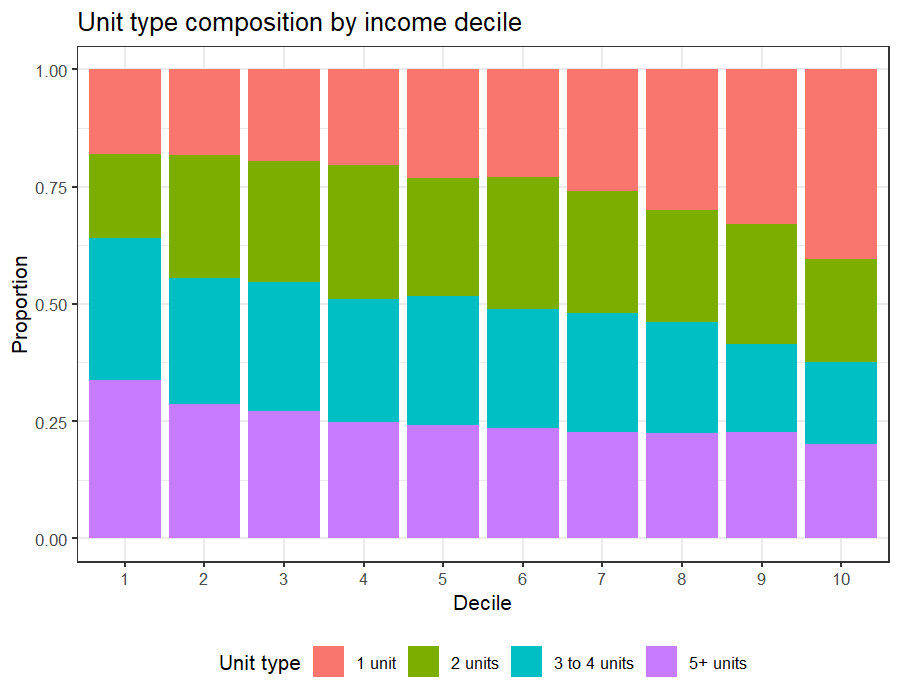 Unit type composition by income decile
1.00
0.75
0.50
0.25
0.00
Proportion
1 2 3 4 5 6 7 8 9 10
Decile
Unit type 1 unit 2 units 3 to 4 units 5+ units